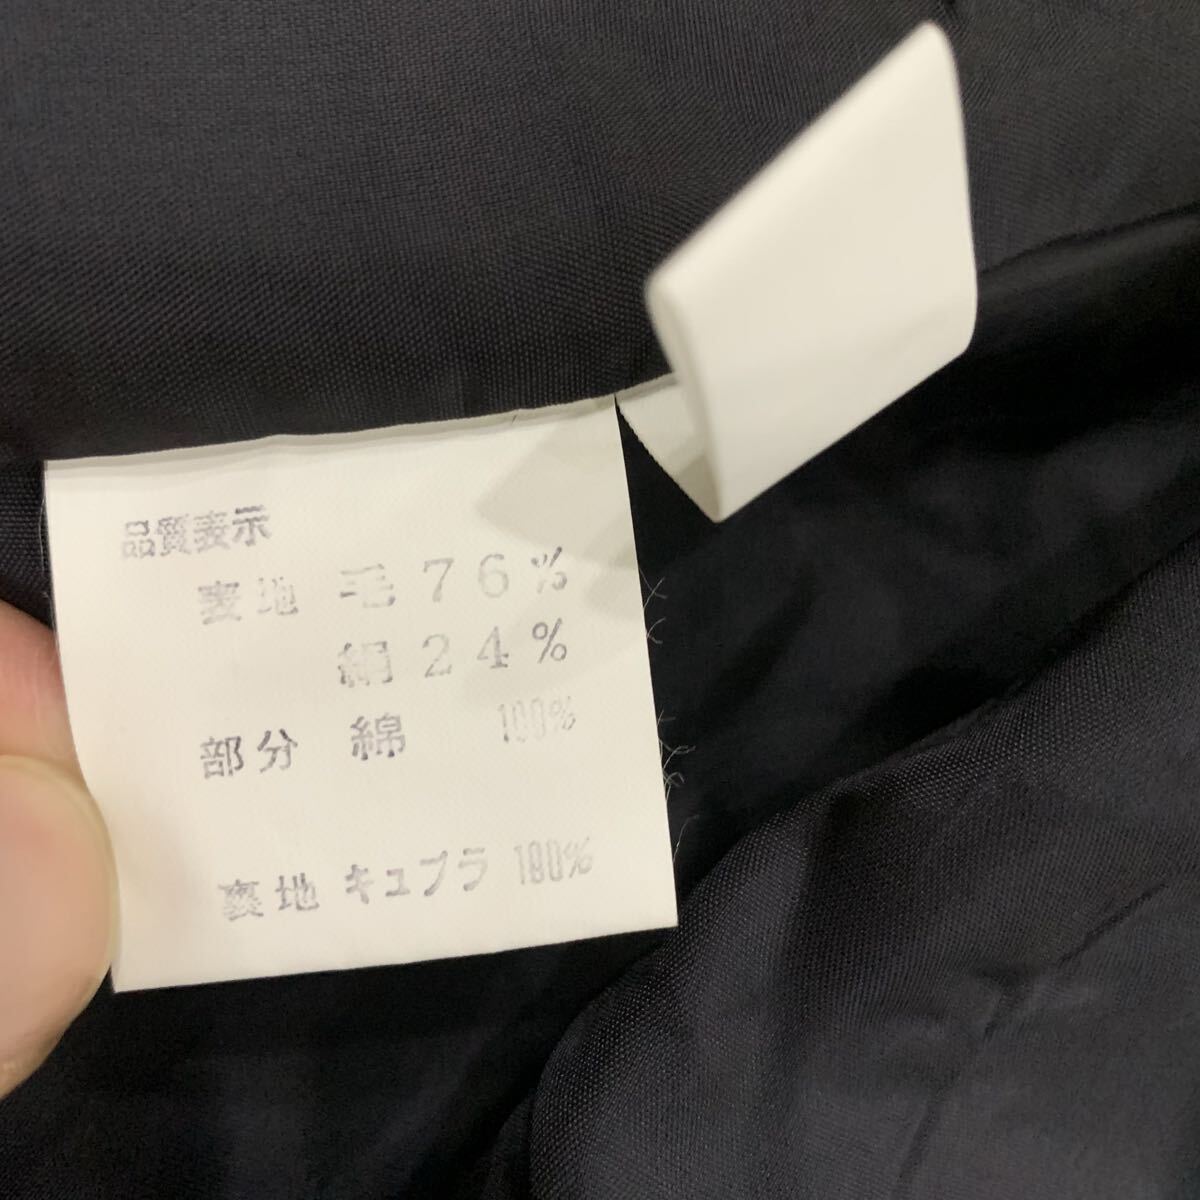 品質表示
表地 毛76%
絹24%
部分 綿 100%
裏地 キュプラ 100%